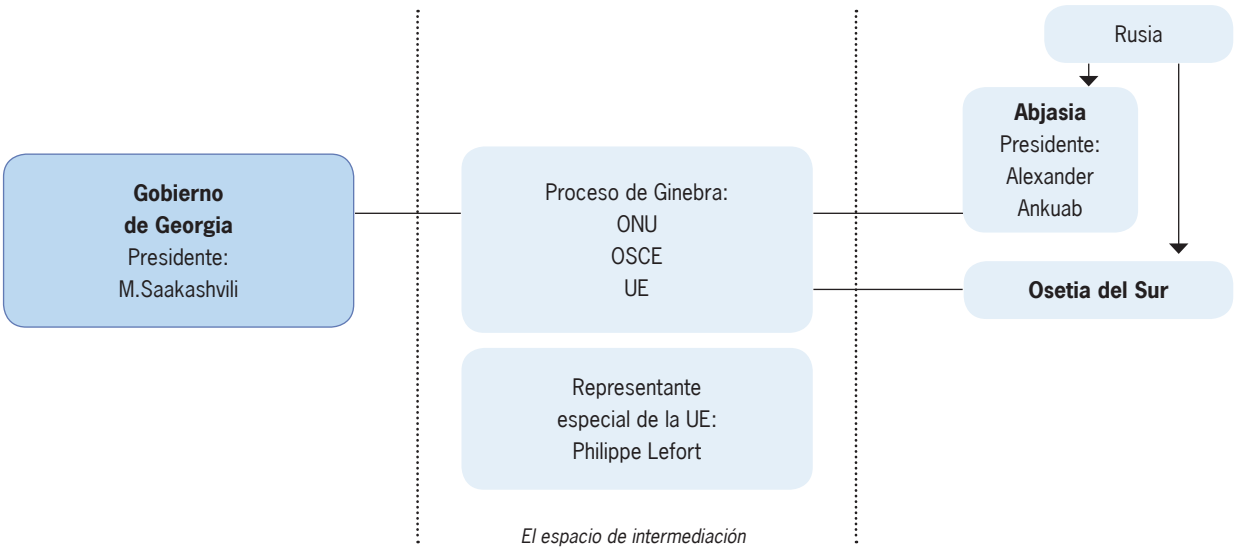 Gobierno
de Georgia
Presidente:
M.Saakashvili
Proceso de Ginebra:
ONU
OSCE
UE
Representante
especial de la UE:
Philippe Lefort
El espacio de intermediación
Rusia
Abjasia
Presidente:
Alexander
Ankuab
Osetia del Sur